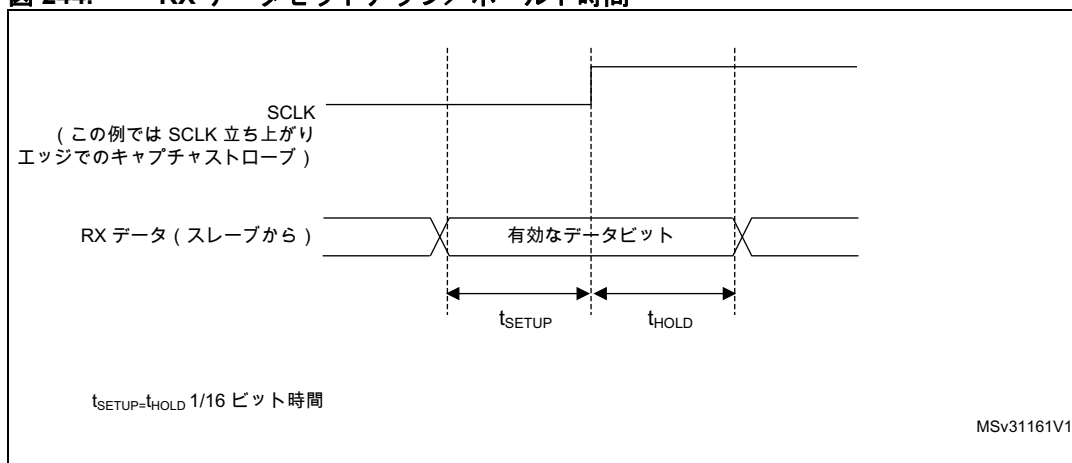 図 244. RX データセットアップ / ホールド時間
SCLK
( この例では SCLK 立ち上がり
エッジでのキャプチャストローブ )
RX データ ( スレーブから )
有効なデータビット
tSETUP
tHOLD
tSETUP=tHOLD 1/16 ビット時間
MSv31161V1